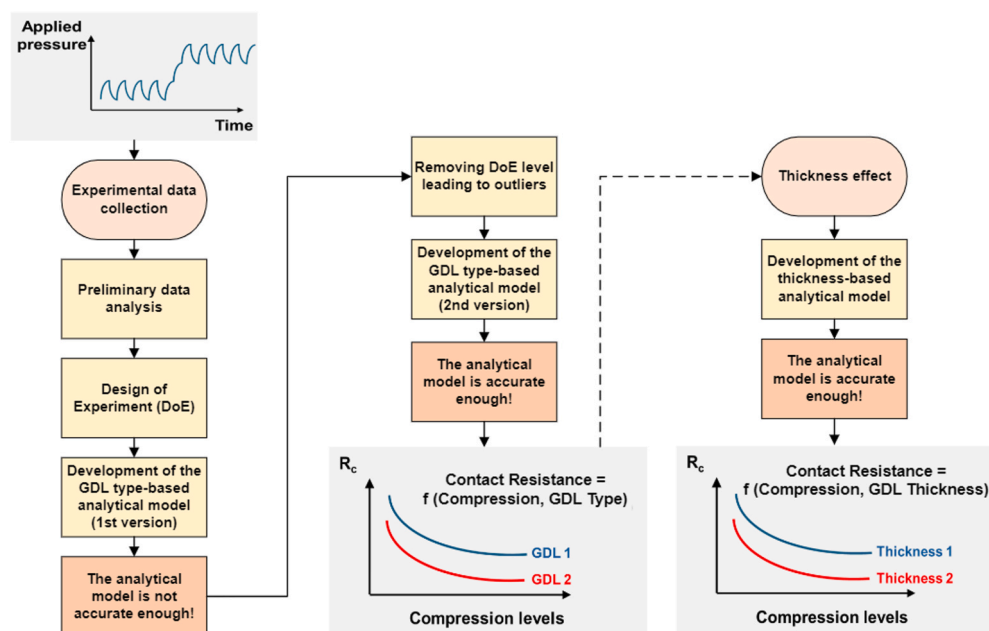 Applied
pressure
Time
Experimental data
collection
Preliminary data
analysis
Design of
Experiment (DoE)
Development of the
GDL type-based
analytical model
(1st version)
The analytical
model is not
accurate enough!
Removing DoE level
leading to outliers
Development of the
GDL type-based
analytical model
(2nd version)
The analytical
model is accurate
enough!
Rc
Contact Resistance =
f (Compression, GDL Type)
GDL 1
GDL 2
Compression levels
Thickness effect
Development of the
thickness-based
analytical model
The analytical
model is accurate
enough!
Rc
Contact Resistance =
f (Compression, GDL Thickness)
Thickness 1
Thickness 2
Compression levels